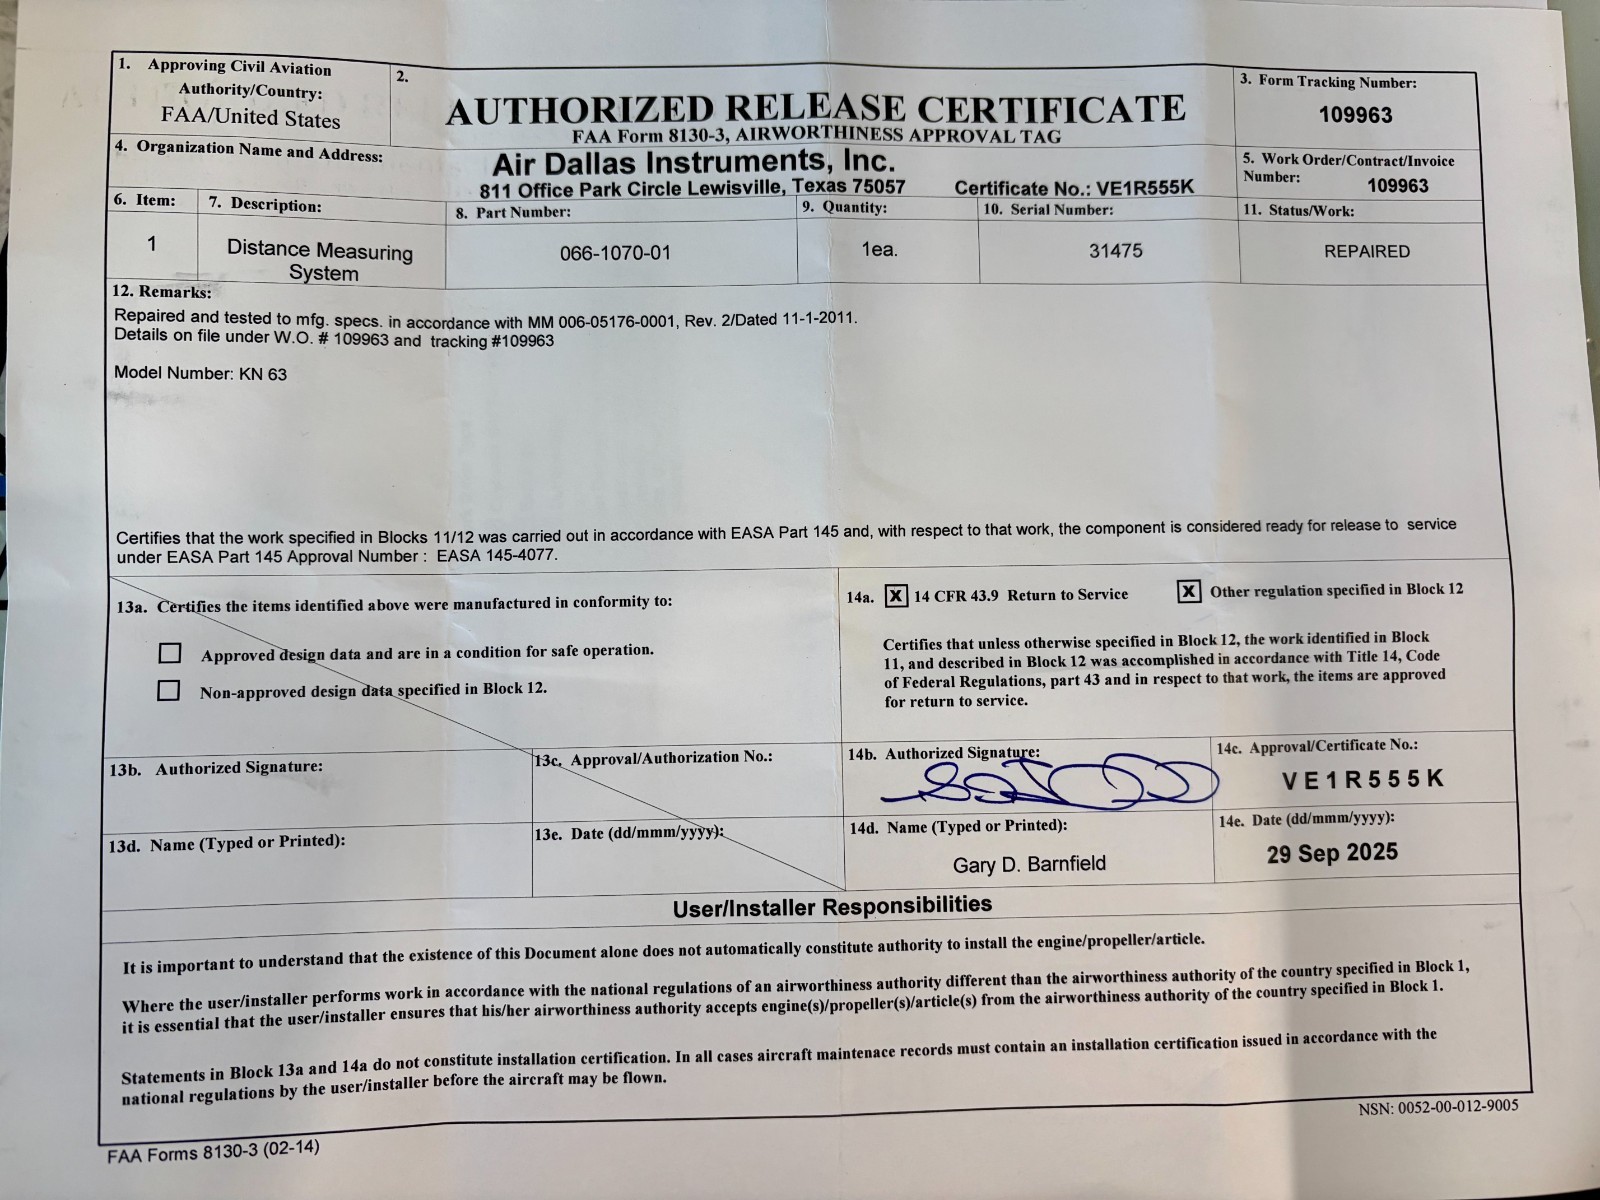 1. Approving Civil Aviation
Authority/Country:
FAA/United States
2.
AUTHORIZED RELEASE CERTIFICATE
FAA Form 8130-3, AIRWORTHINESS APPROVAL TAG
3. Form Tracking Number:
109963
4. Organization Name and Address:
Air Dallas Instruments, Inc.
811 Office Park Circle Lewisville, Texas 75057 Certificate No.: VE1R555K
5. Work Order/Contract/Invoice
Number: 109963
6. Item:
1
7. Description:
Distance Measuring
System
8. Part Number:
066-1070-01
9. Quantity:
1ea.
10. Serial Number:
31475
11. Status/Work:
REPAIRED
12. Remarks:
Repaired and tested to mfg. specs. in accordance with MM 006-05176-0001, Rev. 2/Dated 11-1-2011.
Details on file under W.O. # 109963 and tracking #109963
Model Number: KN 63
Certifies that the work specified in Blocks 11/12 was carried out in accordance with EASA Part 145 and, with respect to that work, the component is considered ready for release to service
under EASA Part 145 Approval Number : EASA 145-4077.
13a. Certifies the items identified above were manufactured in conformity to:
Approved design data and are in a condition for safe operation.
Non-approved design data specified in Block 12.
14a. X 14 CFR 43.9 Return to Service X Other regulation specified in Block 12
Certifies that unless otherwise specified in Block 12, the work identified in Block
11, and described in Block 12 was accomplished in accordance with Title 14, Code
of Federal Regulations, part 43 and in respect to that work, the items are approved
for return to service.
13b. Authorized Signature:
13c. Approval/Authorization No.:
14b. Authorized Signature:
14c. Approval/Certificate No.:
VE1R555K
13d. Name (Typed or Printed):
13e. Date (dd/mmm/yyyy):
14d. Name (Typed or Printed):
Gary D. Barnfield
14e. Date (dd/mmm/yyyy):
29 Sep 2025
User/Installer Responsibilities
It is important to understand that the existence of this Document alone does not automatically constitute authority to install the engine/propeller/article.
Where the user/installer performs work in accordance with the national regulations of an airworthiness authority different than the airworthiness authority of the country specified in Block 1,
it is essential that the user/installer ensures that his/her airworthiness authority accepts engine(s)/propeller(s)/article(s) from the airworthiness authority of the country specified in Block 1.
Statements in Block 13a and 14a do not constitute installation certification. In all cases aircraft maintenace records must contain an installation certification issued in accordance with the
national regulations by the user/installer before the aircraft may be flown.
FAA Forms 8130-3 (02-14)
NSN: 0052-00-012-9005